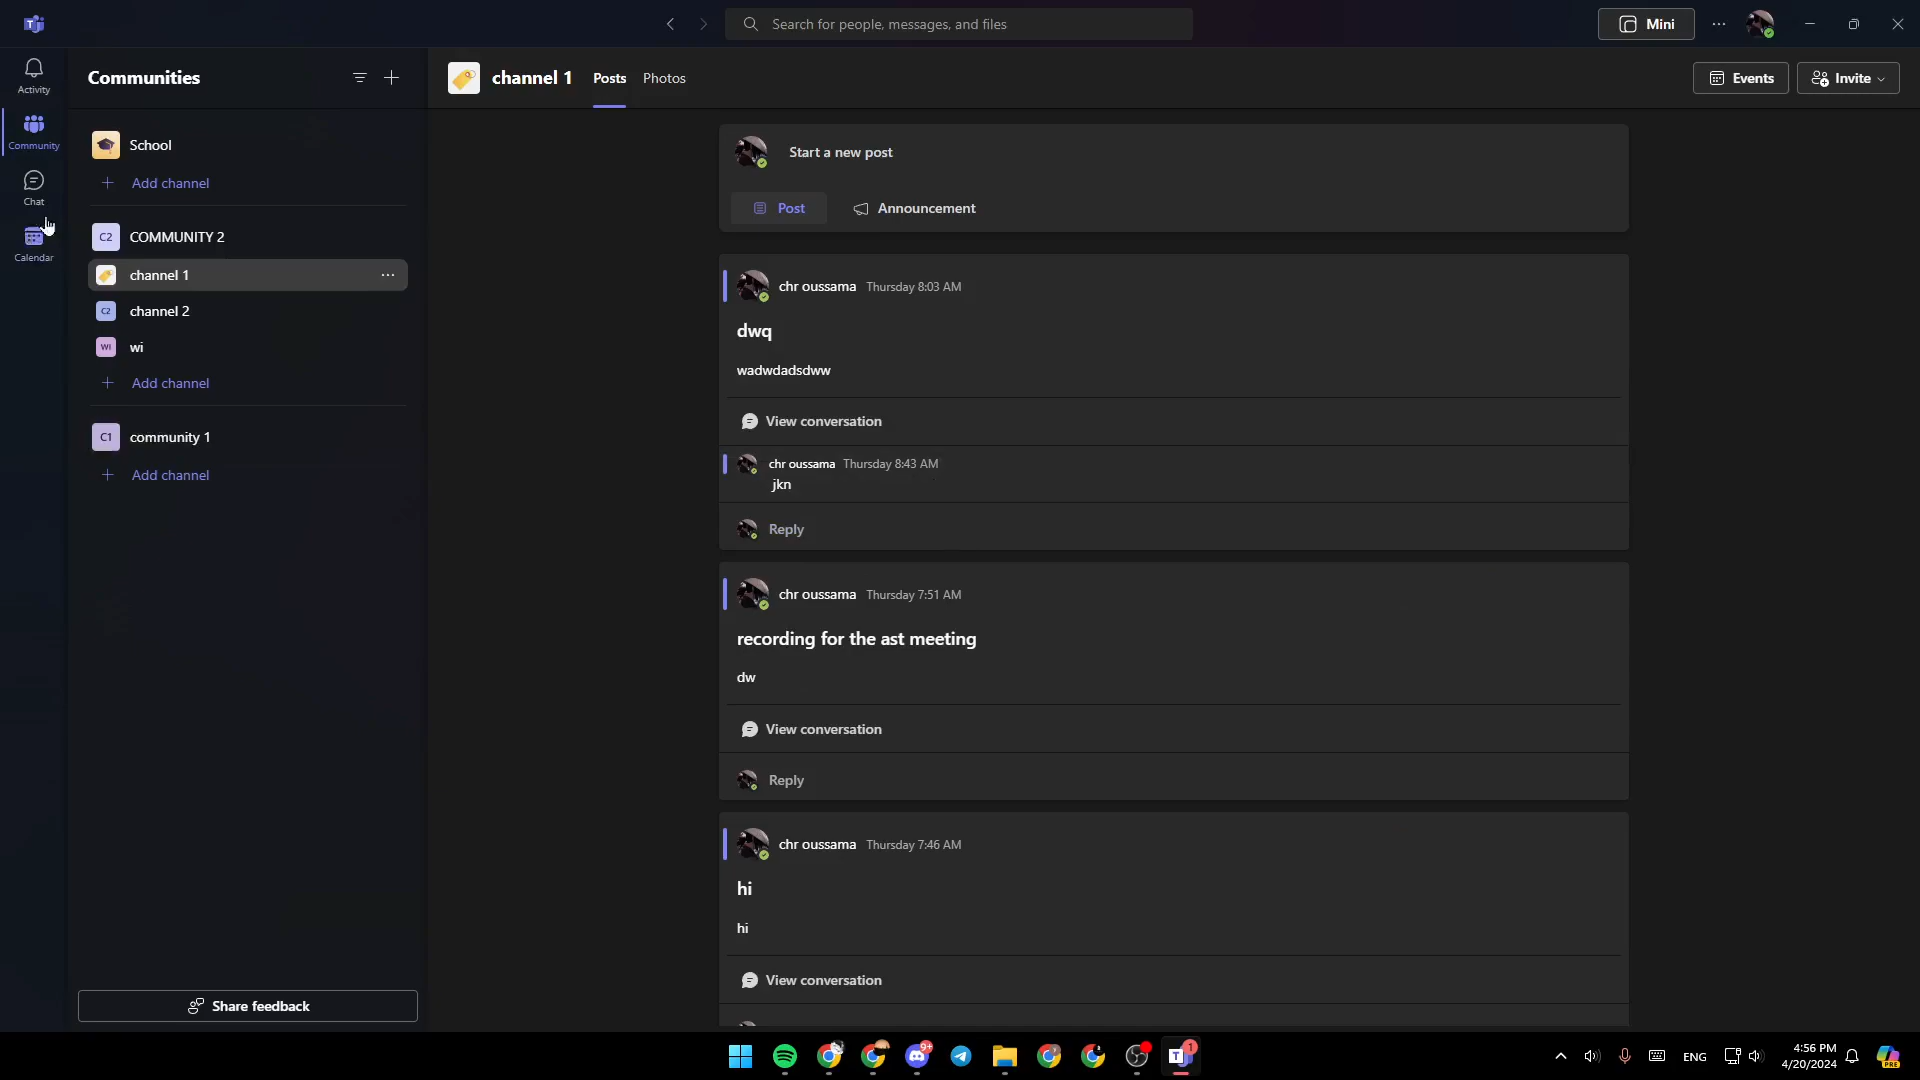 Search for people, messages, and files
Mini
Activity
Community
Chat
Calendar
Communities
School
Add channel
C2 COMMUNITY 2
channel 1
C2 channel 2
WI wi
Add channel
C1 community 1
Add channel
Share feedback
channel 1 Posts Photos
Events Invite
Start a new post
Post Announcement
chr oussama Thursday 8:03 AM
dwq
wadwdadsdww
View conversation
chr oussama Thursday 8:43 AM
jkn
Reply
chr oussama Thursday 7:51 AM
recording for the ast meeting
dw
View conversation
Reply
chr oussama Thursday 7:46 AM
hi
hi
View conversation
9+
T 1
ENG
4:56 PM
4/20/2024
PRE